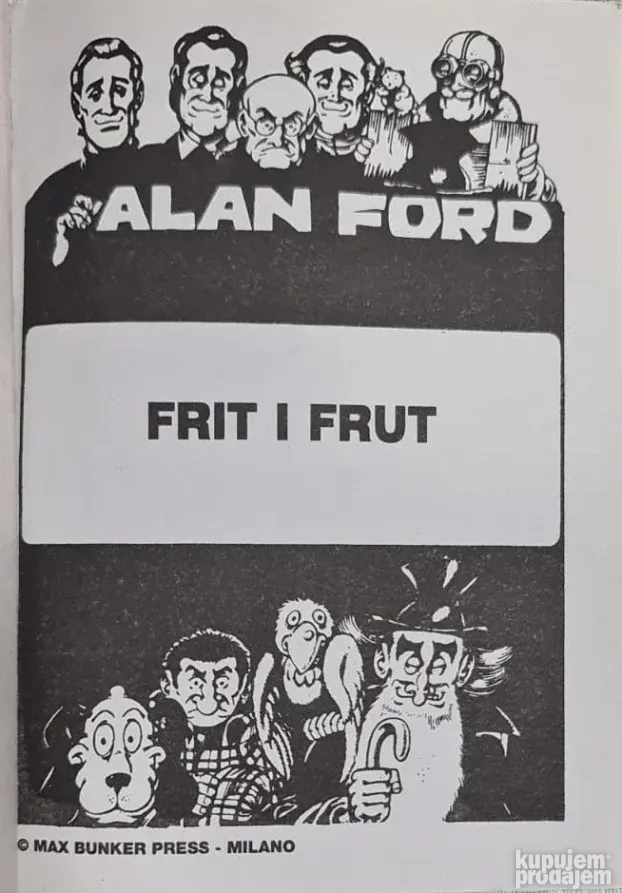 ALAN FORD
FRIT I FRUT
© MAX BUNKER PRESS - MILANO
kupujem
prodajem